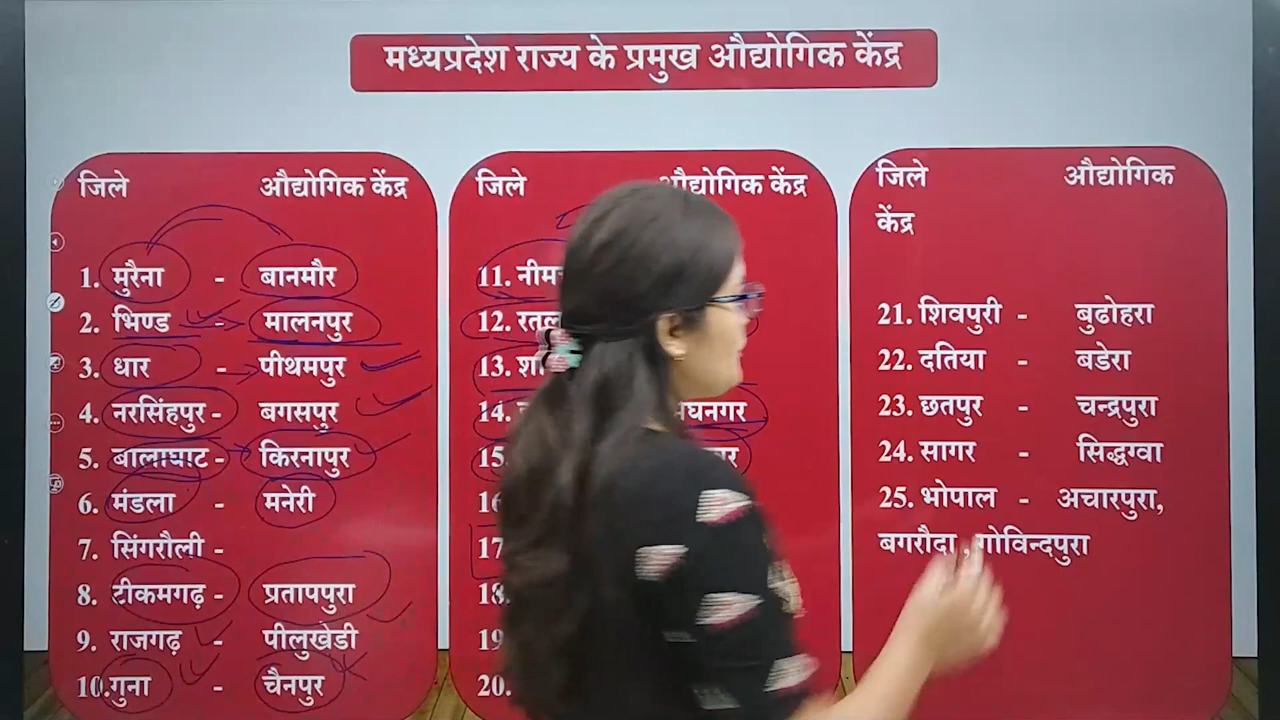 मध्यप्रदेश राज्य के प्रमुख औद्योगिक केंद्र
जिले औद्योगिक केंद्र
1. मुरैना - बानमौर
2. भिण्ड - मालनपुर
3. धार - पीथमपुर
4. नरसिंहपुर - बगसपुर
5. बालाघाट - किरनापुर
6. मंडला - मनेरी
7. सिंगरौली -
8. टीकमगढ़ - प्रतापपुरा
9. राजगढ़ - पीलुखेडी
10.गुना - चैनपुर
जिले औद्योगिक केंद्र
11.
12.
13.
14.
15.
16
17
18.
19
20.
जिले औद्योगिक
केंद्र
21. शिवपुरी - बुढोहरा
22. दतिया - बडेरा
23. छतपुर - चन्द्रपुरा
24. सागर - सिद्धग्वा
25. भोपाल - अचारपुरा,
बगरौदा , गोविन्दपुरा